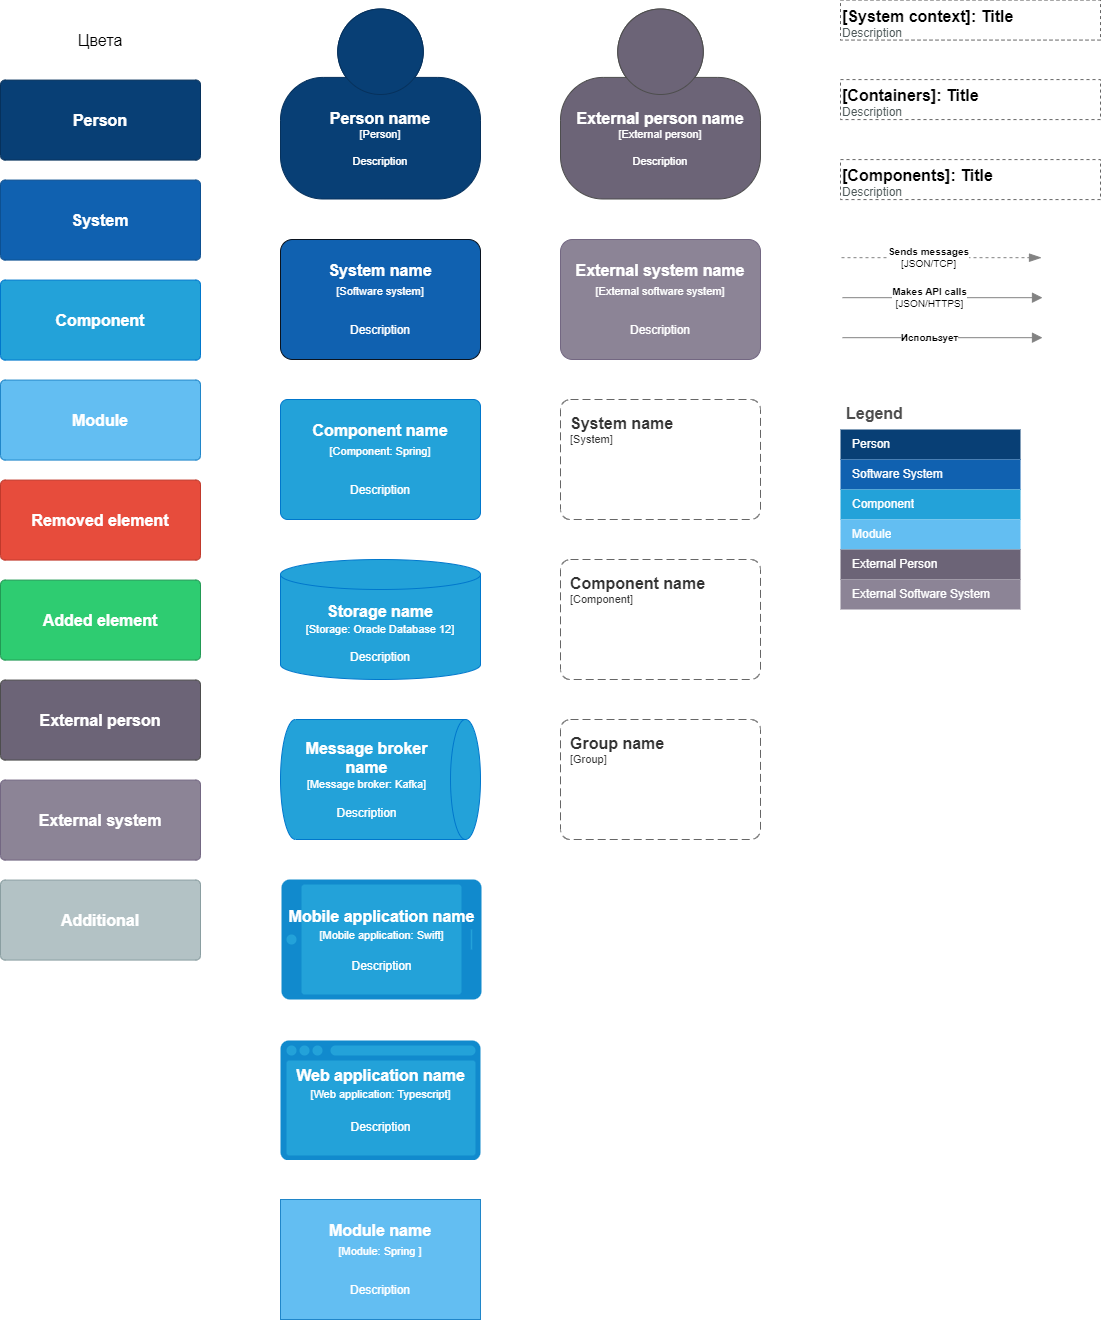 Цвета
Person
System
Component
Module
Removed element
Added element
External person
External system
Additional
Person name
[Person]
Description
System name
[Software system]
Description
Component name
[Component: Spring]
Description
Storage name
[Storage: Oracle Database 12]
Description
Message broker
name
[Message broker: Kafka]
Description
Mobile application name
[Mobile application: Swift]
Description
Web application name
[Web application: Typescript]
Description
Module name
[Module: Spring ]
Description
External person name
[External person]
Description
External system name
[External software system]
Description
System name
[System]
Component name
[Component]
Group name
[Group]
[System context]: Title
Description
[Containers]: Title
Description
[Components]: Title
Description
Sends messages
[JSON/TCP]
Makes API calls
[JSON/HTTPS]
Использует
Legend
Person
Software System
Component
Module
External Person
External Software System